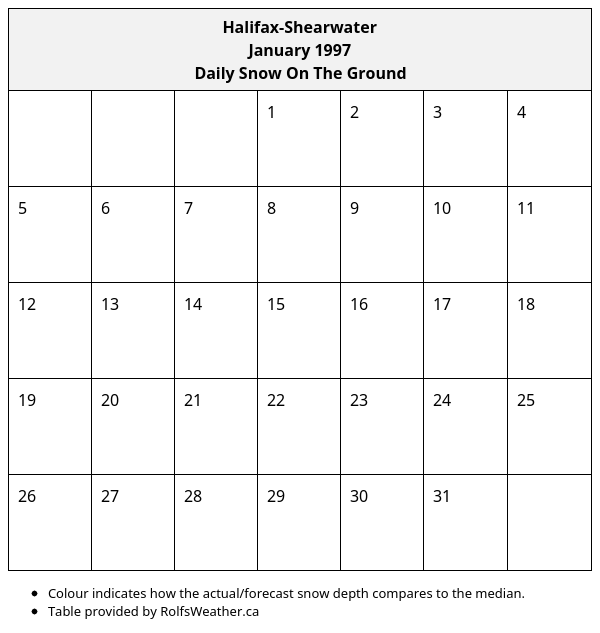 Halifax-Shearwater
January 1997
Daily Snow On The Ground
1 2 3 4
5 6 7 8 9 10 11
12 13 14 15 16 17 18
19 20 21 22 23 24 25
26 27 28 29 30 31
Colour indicates how the actual/forecast snow depth compares to the median.
Table provided by RolfsWeather.ca